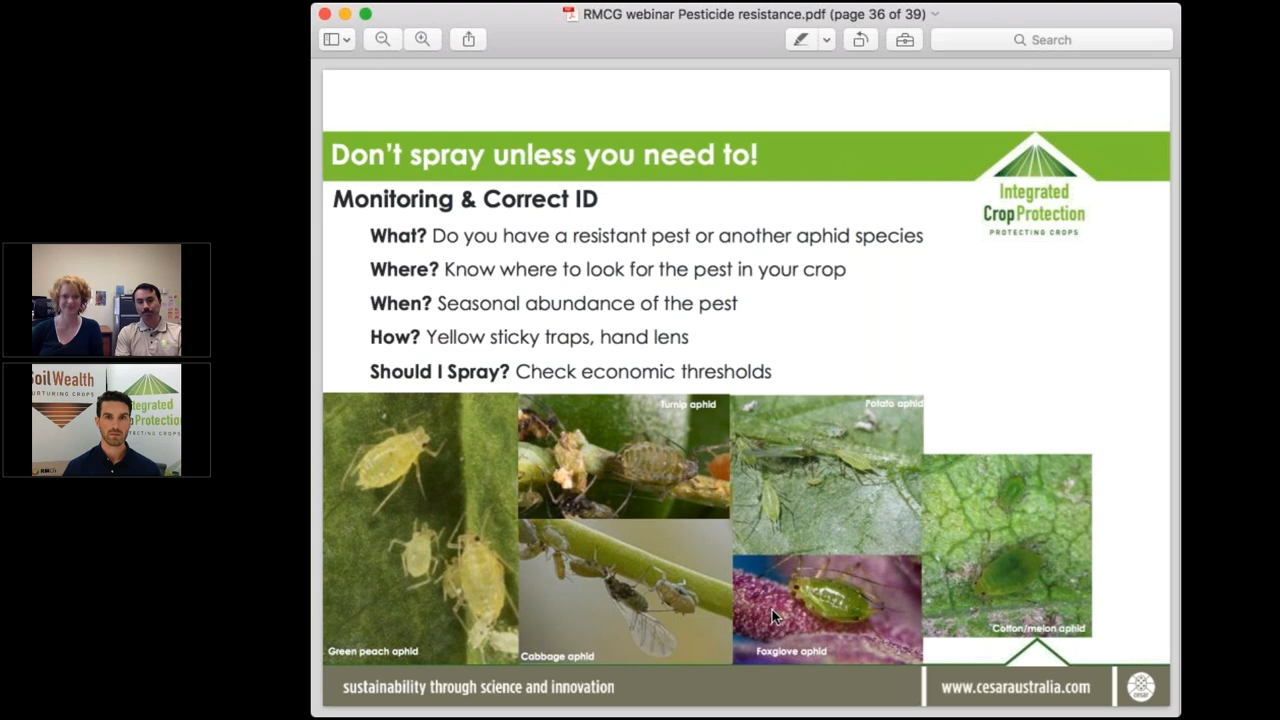 RMCG webinar Pesticide resistance.pdf (page 36 of 39)
Search
Don't spray unless you need to!
Integrated
Crop Protection
PROTECTING CROPS
Monitoring & Correct ID
What? Do you have a resistant pest or another aphid species
Where? Know where to look for the pest in your crop
When? Seasonal abundance of the pest
How? Yellow sticky traps, hand lens
Should I Spray? Check economic thresholds
Turnip aphid
Potato aphid
Green peach aphid
Cabbage aphid
Foxglove aphid
Cotton/melon aphid
sustainability through science and innovation
www.cesaraustralia.com
cesar
SoilWealth
NURTURING CROPS